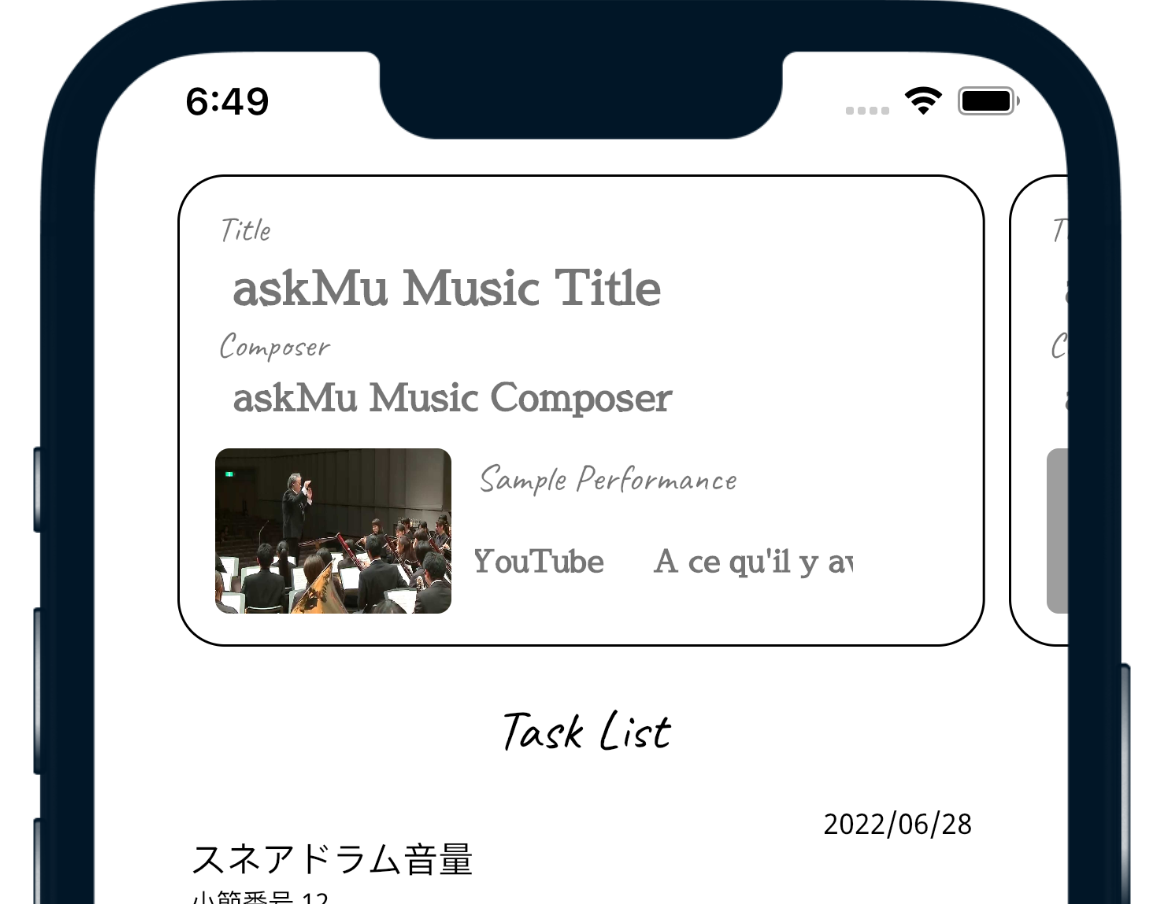 6:49
Title
askMu Music Title
Composer
askMu Music Composer
Sample Performance
YouTube A ce qu'il y
Task List
2022/06/28
スネアドラム音量
小節番号 12